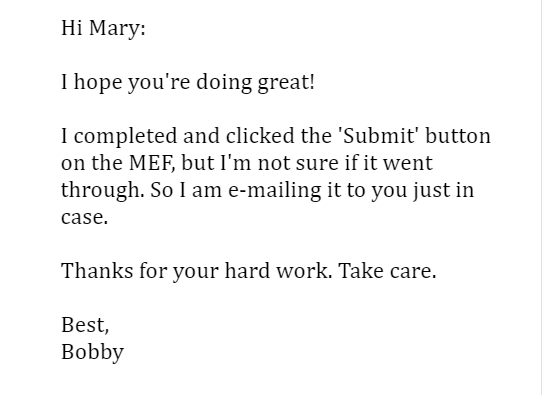 Hi Mary:
I hope you're doing great!
I completed and clicked the 'Submit' button
on the MEF, but I'm not sure if it went
through. So I am e-mailing it to you just in
case.
Thanks for your hard work. Take care.
Best,
Bobby